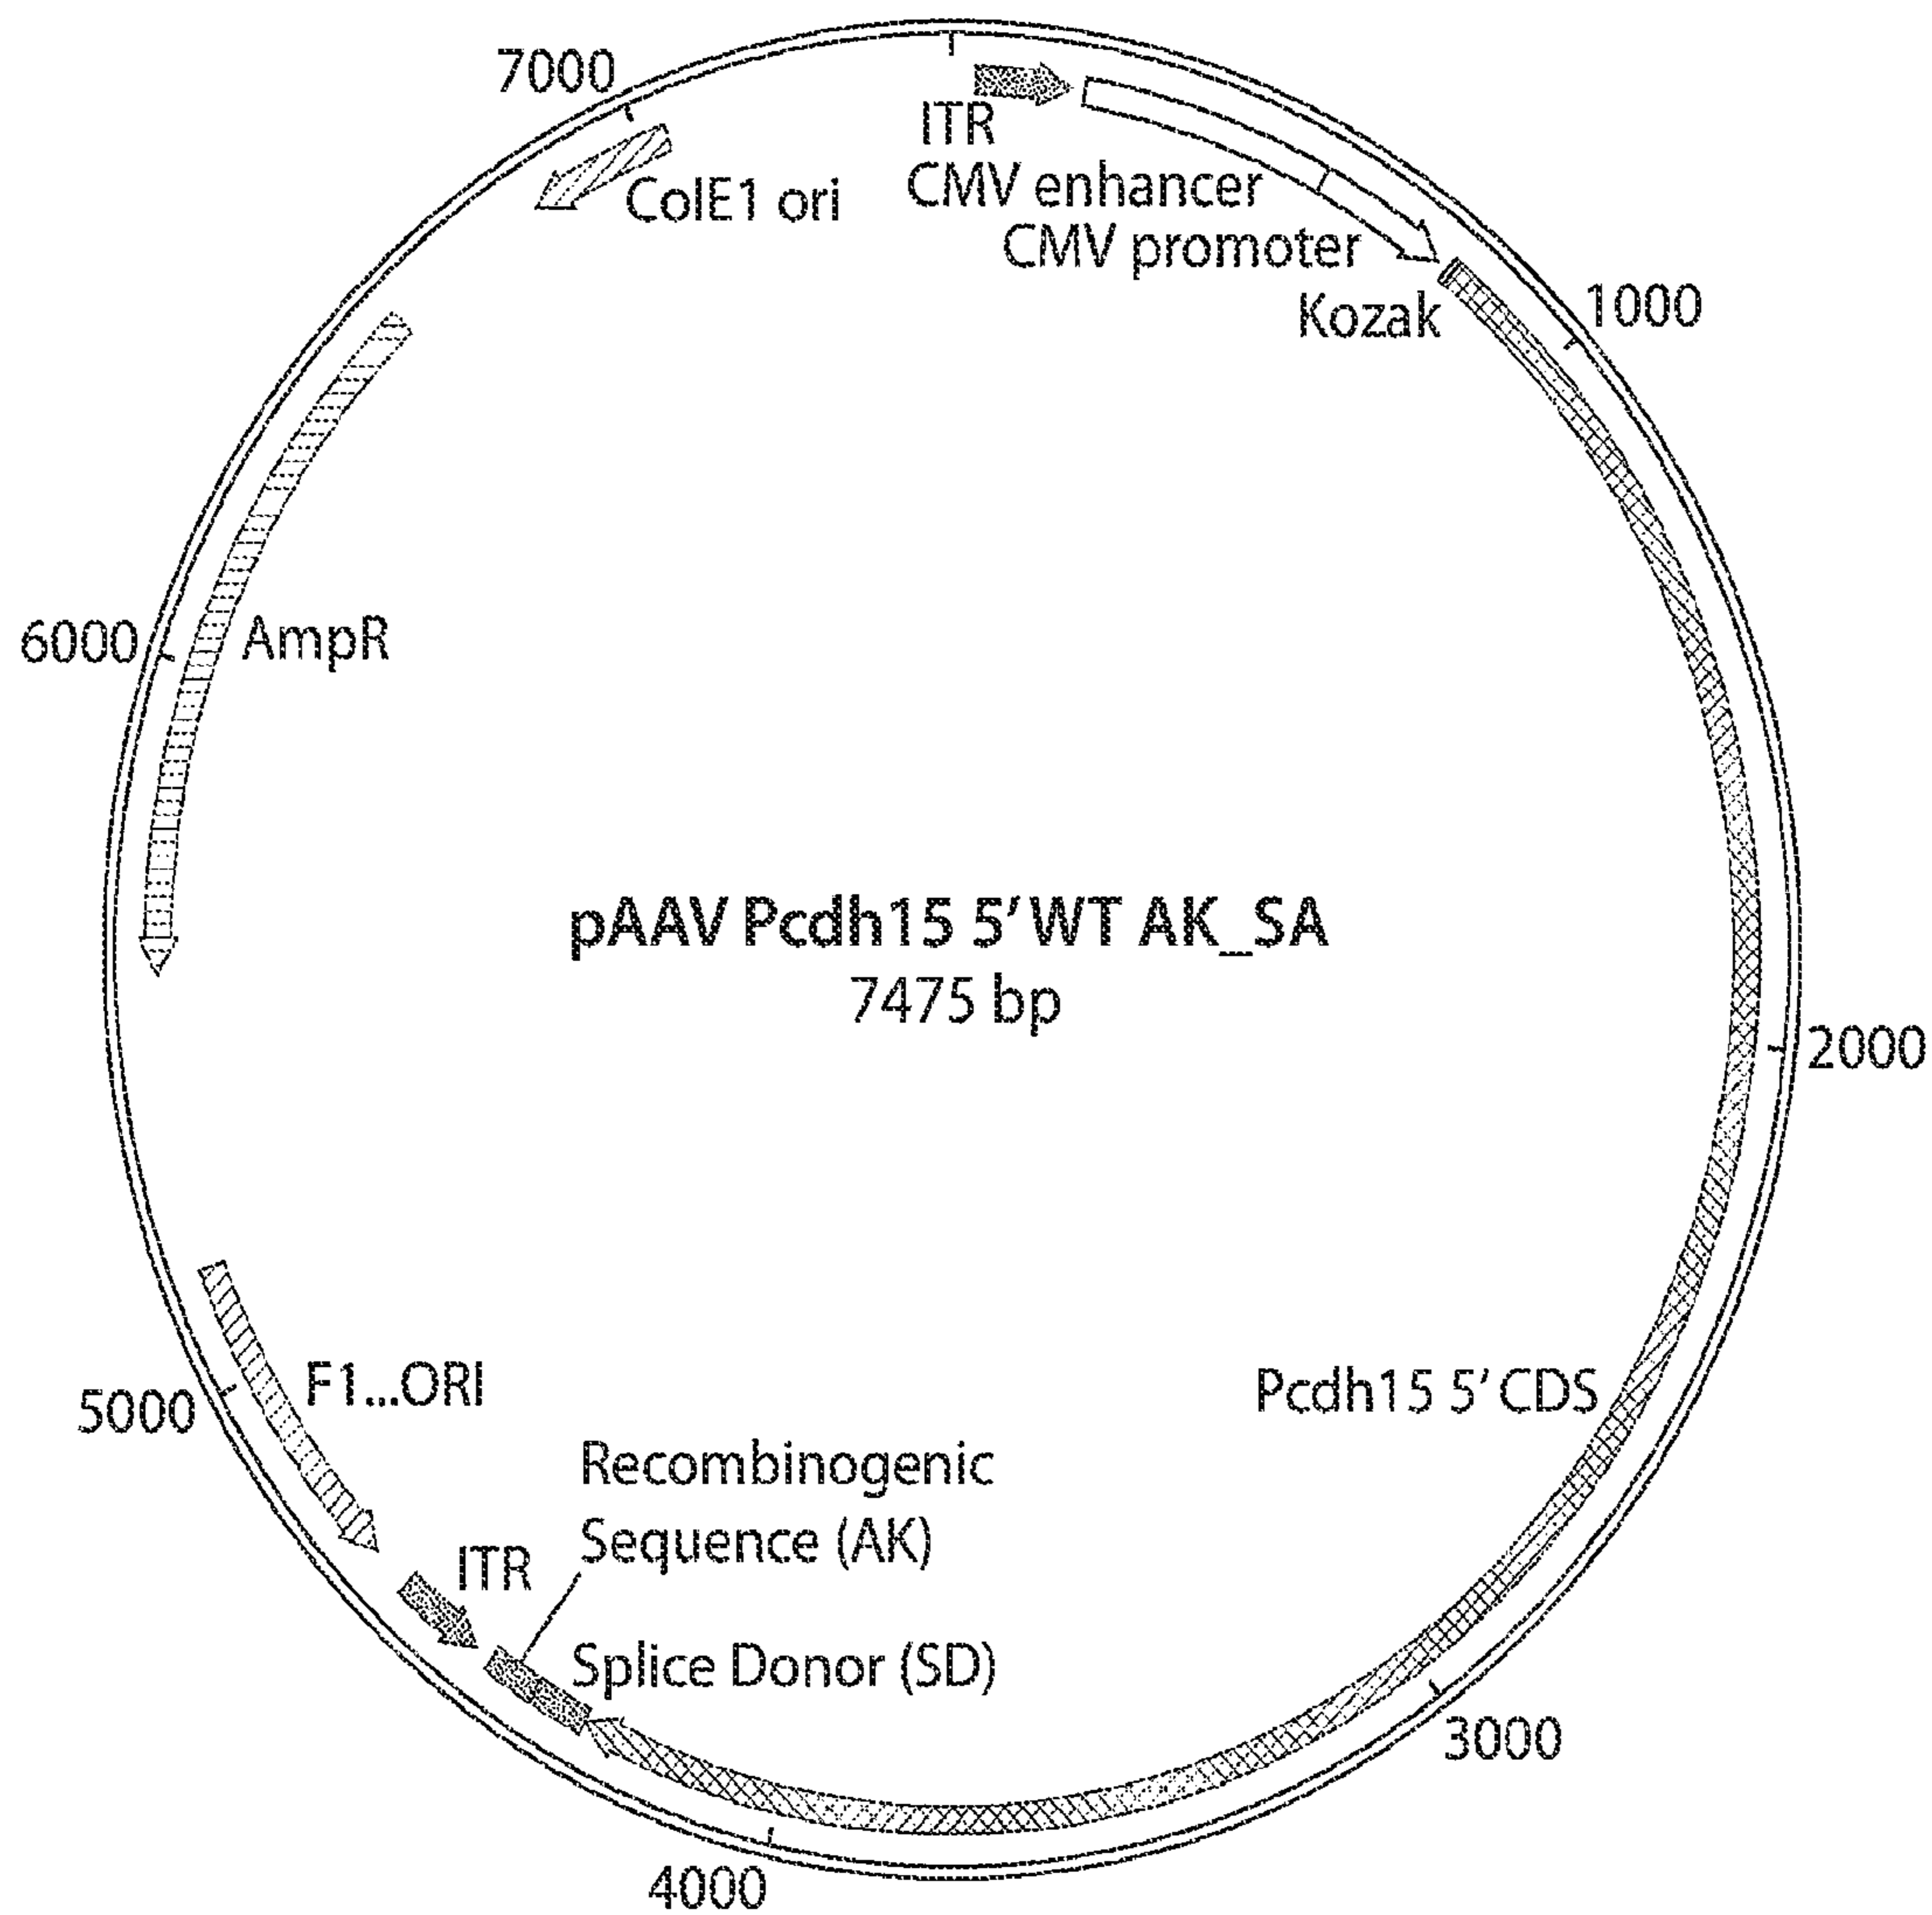 7000
ITR
CMV enhancer
CMV promoter
Kozak
1000
ColE1 ori
6000
AmpR
pAAV Pcdh15 5’ WT AK_SA
7475 bp
2000
Pcdh15 5’ CDS
5000
F1...ORI
Recombinogenic
Sequence (AK)
ITR
Splice Donor (SD)
3000
4000